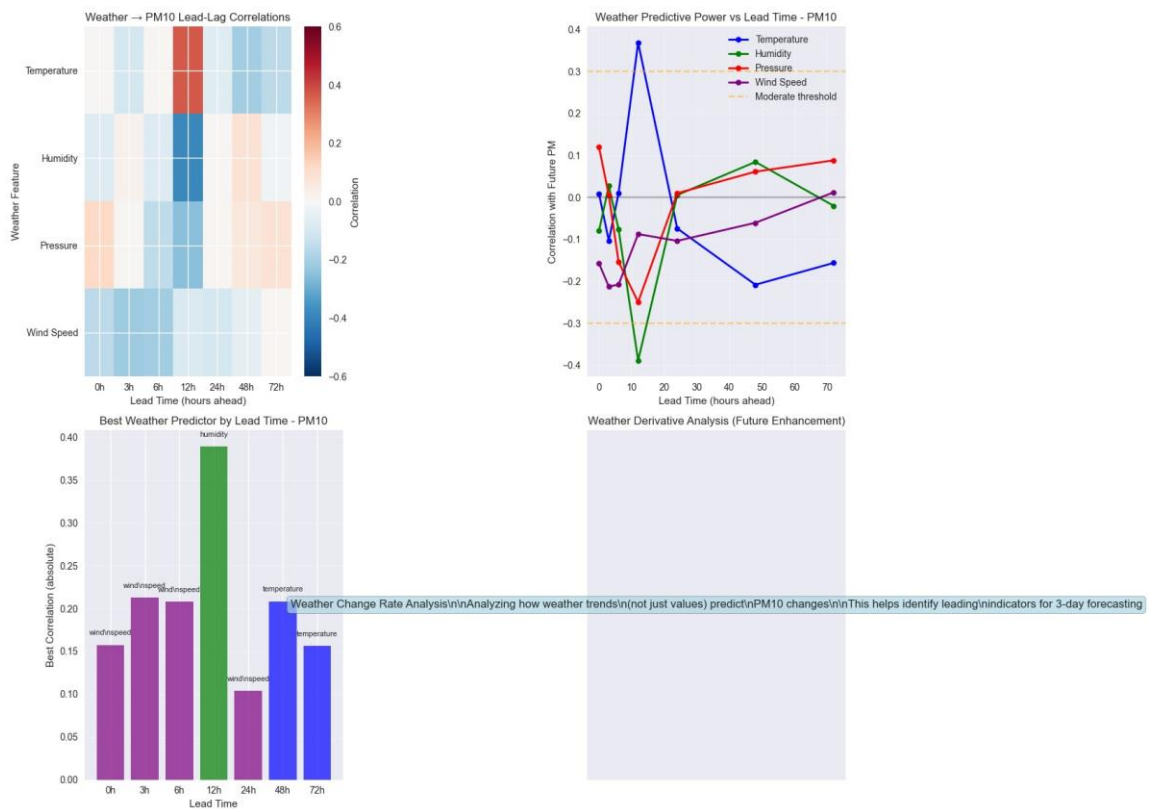 Weather → PM10 Lead-Lag Correlations
Weather Feature
Temperature
Humidity
Pressure
Wind Speed
0h 3h 6h 12h 24h 48h 72h
Lead Time (hours ahead)
0.6
0.4
0.2
0.0
−0.2
−0.4
−0.6
Correlation
Weather Predictive Power vs Lead Time - PM10
Correlation with Future PM
0.4
0.3
0.2
0.1
0.0
−0.1
−0.2
−0.3
−0.4
Temperature
Humidity
Pressure
Wind Speed
Moderate threshold
0 10 20 30 40 50 60 70
Lead Time (hours ahead)
Best Weather Predictor by Lead Time - PM10
Best Correlation (absolute)
0.40
0.35
0.30
0.25
0.20
0.15
0.10
0.05
0.00
wind\nspeed
wind\nspeed
wind\nspeed
humidity
wind\nspeed
temperature
temperature
0h 3h 6h 12h 24h 48h 72h
Lead Time
Weather Derivative Analysis (Future Enhancement)
Weather Change Rate Analysis\n\nAnalyzing how weather trends\n(not just values) predict\nPM10 changes\n\nThis helps identify leading\nindicators for 3-day forecasting